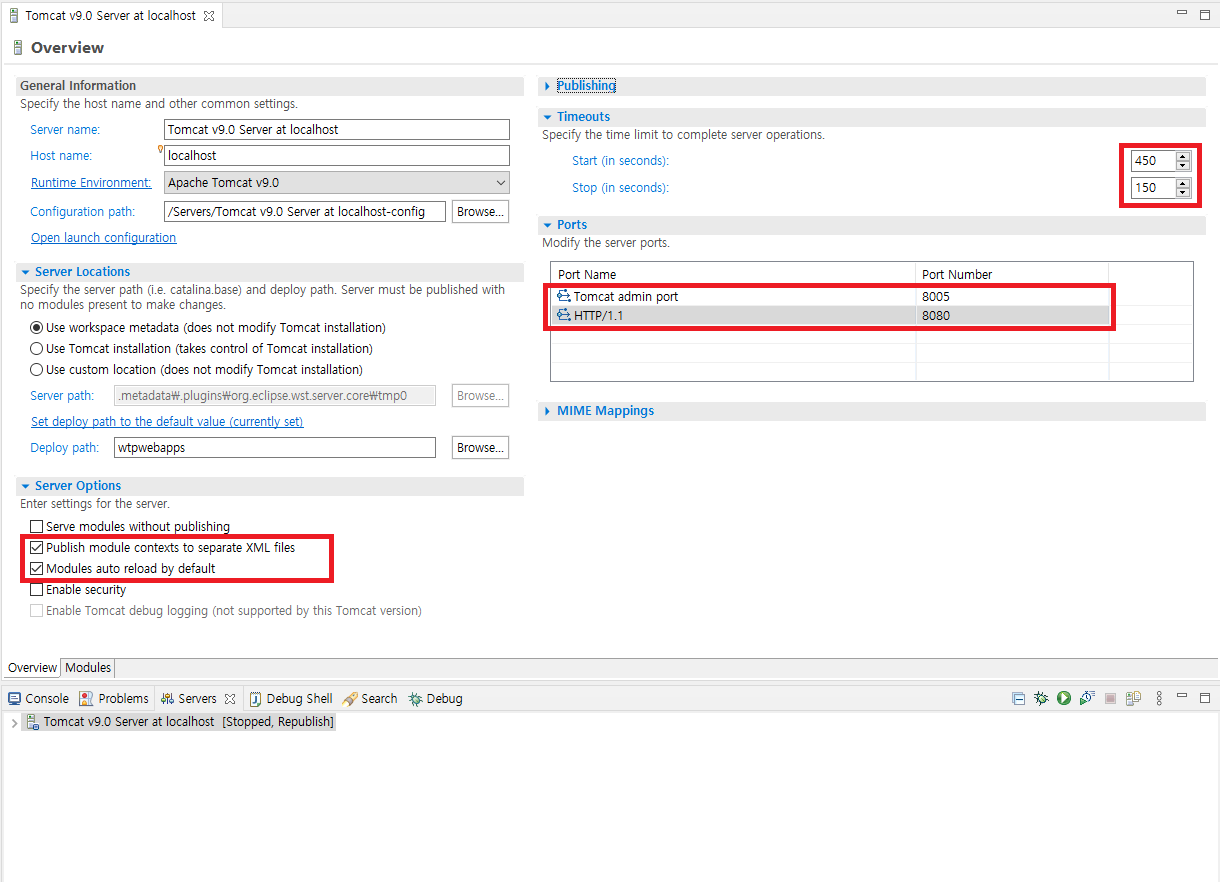 Tomcat v9.0 Server at localhost
Overview
General Information
Specify the host name and other common settings.
Server name: Tomcat v9.0 Server at localhost
Host name: localhost
Runtime Environment: Apache Tomcat v9.0
Configuration path: /Servers/Tomcat v9.0 Server at localhost-config Browse...
Open launch configuration
Server Locations
Specify the server path (i.e. catalina.base) and deploy path. Server must be published with
no modules present to make changes.
Use workspace metadata (does not modify Tomcat installation)
Use Tomcat installation (takes control of Tomcat installation)
Use custom location (does not modify Tomcat installation)
Server path: .metadata₩.plugins₩org.eclipse.wst.server.core₩tmp0 Browse...
Set deploy path to the default value (currently set)
Deploy path: wtpwebapps Browse...
Server Options
Enter settings for the server.
Serve modules without publishing
Publish module contexts to separate XML files
Modules auto reload by default
Enable security
Enable Tomcat debug logging (not supported by this Tomcat version)
Publishing
Timeouts
Specify the time limit to complete server operations.
Start (in seconds): 450
Stop (in seconds): 150
Ports
Modify the server ports.
Port Name Port Number
Tomcat admin port 8005
HTTP/1.1 8080
MIME Mappings
Overview Modules
Console Problems Servers Debug Shell Search Debug
Tomcat v9.0 Server at localhost [Stopped, Republish]